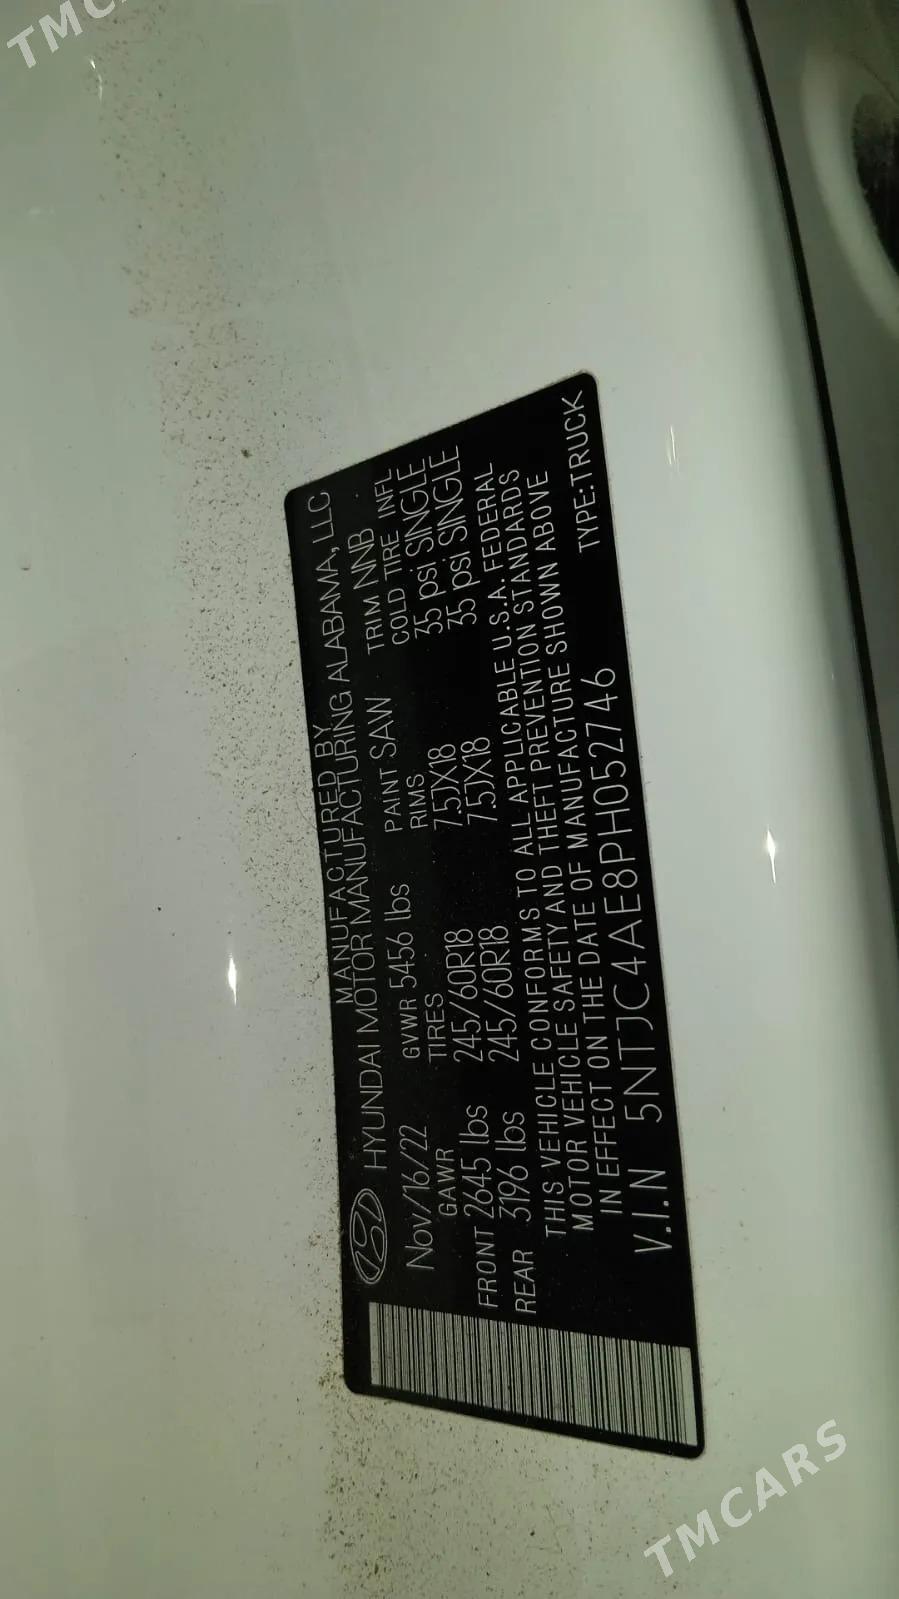 TMC
MANUFACTURED BY
HYUNDAI MOTOR MANUFACTURING ALABAMA, LLC
Nov/16/22 GVWR 5456 lbs PAINT SAW TRIM NNB
GAWR TIRES RIMS COLD TIRE INFL
FRONT 2645 lbs 245/60R18 7.5JX18 35 psi SINGLE
REAR 3196 lbs 245/60R18 7.5JX18 35 psi SINGLE
THIS VEHICLE CONFORMS TO ALL APPLICABLE U.S.A. FEDERAL
MOTOR VEHICLE SAFETY AND THEFT PREVENTION STANDARDS
IN EFFECT ON THE DATE OF MANUFACTURE SHOWN ABOVE
V.I.N 5NTJC4AE8PH052746 TYPE:TRUCK
TMCARS